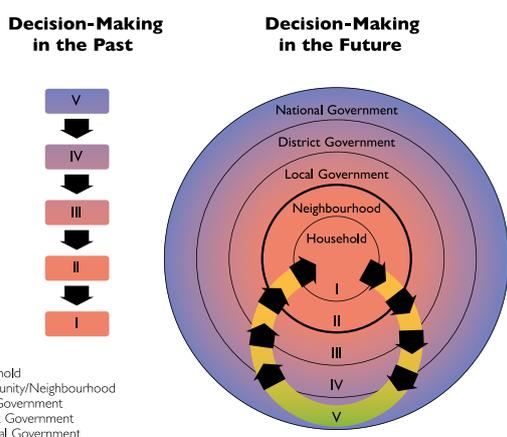 Decision-Making
in the Past
Decision-Making
in the Future
V
IV
III
II
I
National Government
District Government
Local Government
Neighbourhood
Household
I
II
III
IV
V
hold
unity/Neighbourhood
Government
Government
al Government